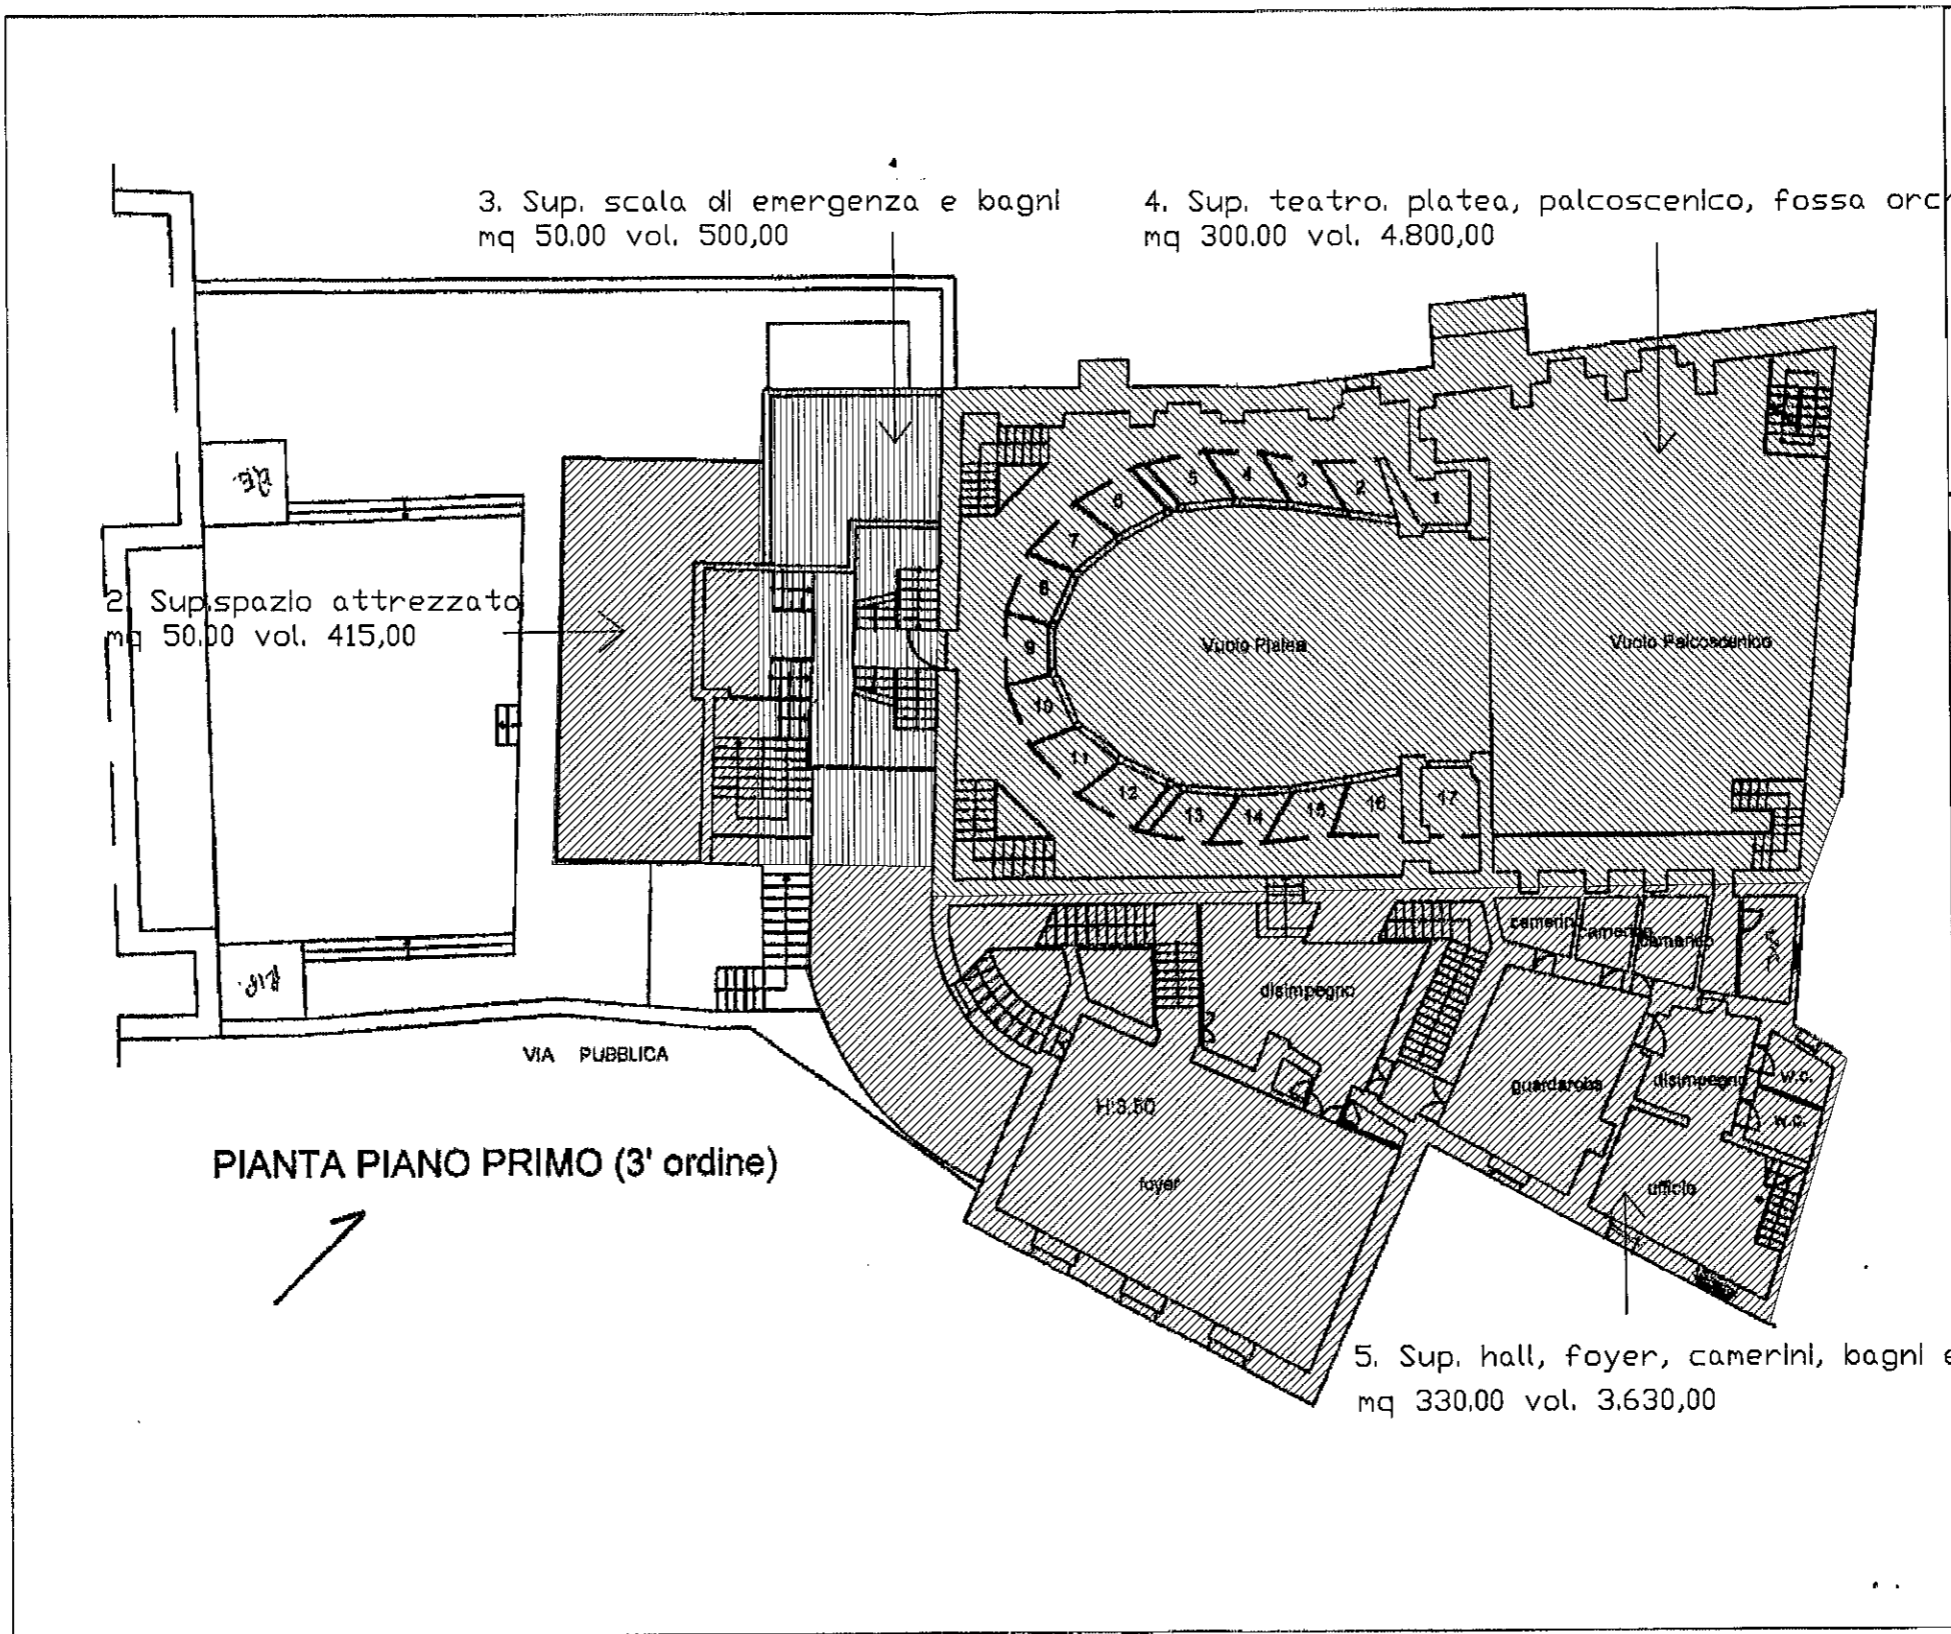 3. Sup. scala di emergenza e bagni
mq 50.00 vol. 500,00
4. Sup. teatro. platea, palcoscenico, fossa orc
mq 300.00 vol. 4.800,00
2. Sup.spazio attrezzato
mq 50.00 vol. 415,00
1
2
3
4
5
6
7
8
9
10
11
12
13
14
15
16
17
Vuoto Platea
Vuoto Palcoscenico
RIP.
camerin
camerino
camerino
disimpegno
VIA PUBBLICA
H:3.50
foyer
guardaroba
disimpegno
W.C.
W.C.
ufficio
PIANTA PIANO PRIMO (3' ordine)
5. Sup. hall, foyer, camerini, bagni e
mq 330.00 vol. 3.630,00